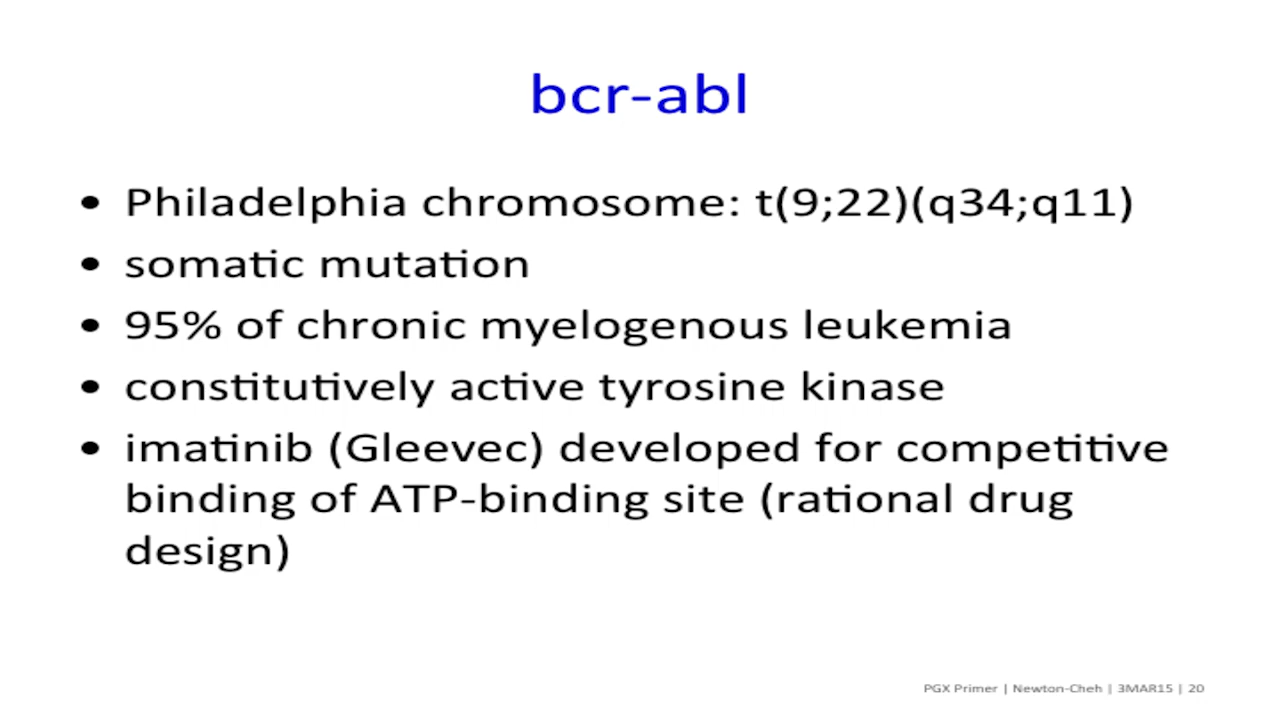 bcr-abl
• Philadelphia chromosome: t(9;22)(q34;q11)
• somatic mutation
• 95% of chronic myelogenous leukemia
• constitutively active tyrosine kinase
• imatinib (Gleevec) developed for competitive
binding of ATP-binding site (rational drug
design)
PGX Primer | Newton-Cheh | 3MAR15 | 20